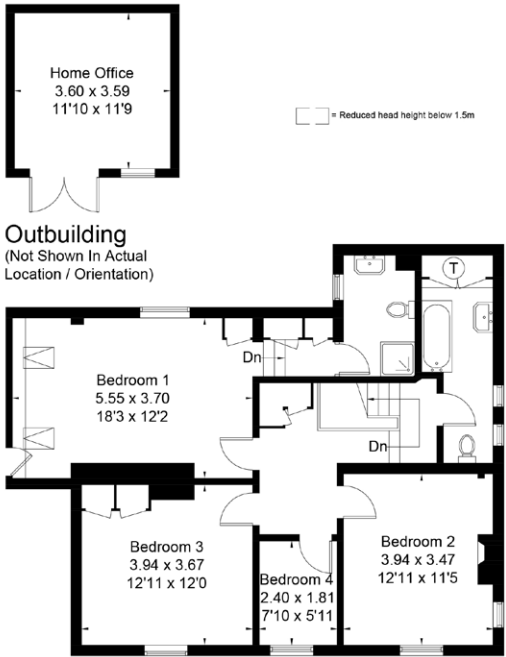 Home Office
3.60 x 3.59
11'10 x 11'9
= Reduced head height below 1.5m
Outbuilding
(Not Shown In Actual
Location / Orientation)
T
Dn
Bedroom 1
5.55 x 3.70
18'3 x 12'2
Dn
Bedroom 2
3.94 x 3.47
12'11 x 11'5
Bedroom 3
3.94 x 3.67
12'11 x 12'0
Bedroom 4
2.40 x 1.81
7'10 x 5'11